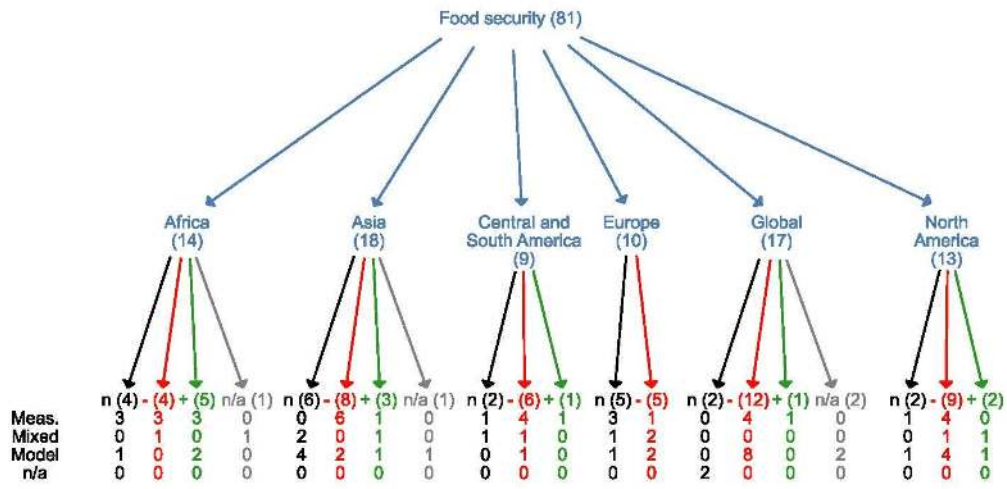 Food security (81)
Africa Asia Central and Europe Global North
(14) (18) South America (10) (17) America
(9) (13)
n (4) - (4) + (5) n/a (1) n (6) - (8) + (3) n/a (1) n (2) - (6) + (1) n (5) - (5) n (2) - (12) + (1) n/a (2) n (2) - (9) + (2)
Meas. 3 3 3 0 0 6 1 0 1 4 1 3 1 0 4 1 0 1 4 0
Mixed 0 1 0 1 2 0 1 0 1 1 0 1 2 0 0 0 0 0 1 1
Model 1 0 2 0 4 2 1 1 0 1 0 1 2 0 8 0 2 1 4 1
n/a 0 0 0 0 0 0 0 0 0 0 0 0 0 2 0 0 0 0 0 0